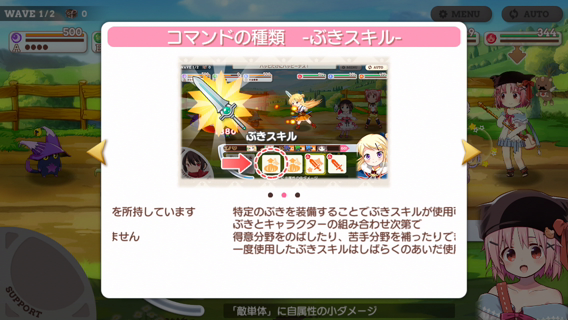 WAVE 1/2
0
MENU
AUTO
500
344
コマンドの種類 -ぶきスキル-
AUTO
ぶきスキル
を所持しています
ません
特定のぶきを装備することでぶきスキルが使用可
ぶきとキャラクターの組み合わせ次第で
得意分野をのばしたり、苦手分野を補ったりでき
一度使用したぶきスキルはしばらくのあいだ使用
SUPPORT
「敵単体」に自属性の小ダメージ